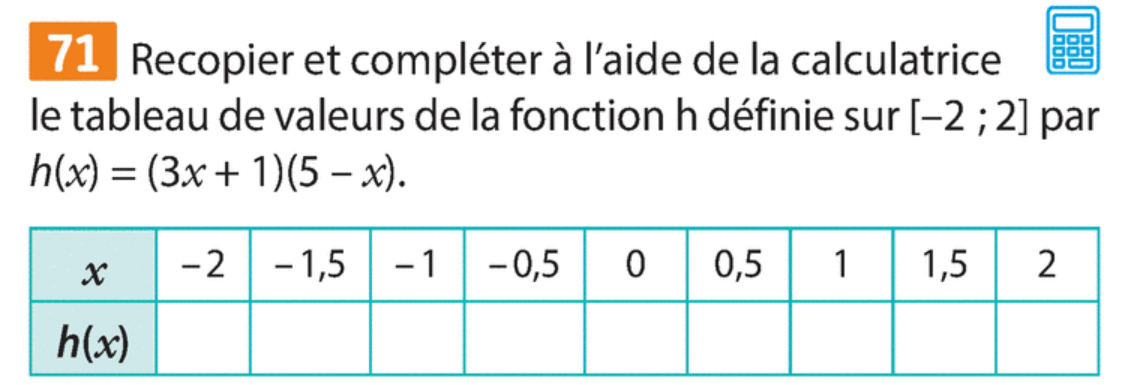 71 Recopier et compléter à l'aide de la calculatrice
le tableau de valeurs de la fonction h définie sur [–2 ; 2] par
h(x) = (3x + 1)(5 – x).
x –2 –1,5 –1 –0,5 0 0,5 1 1,5 2
h(x)